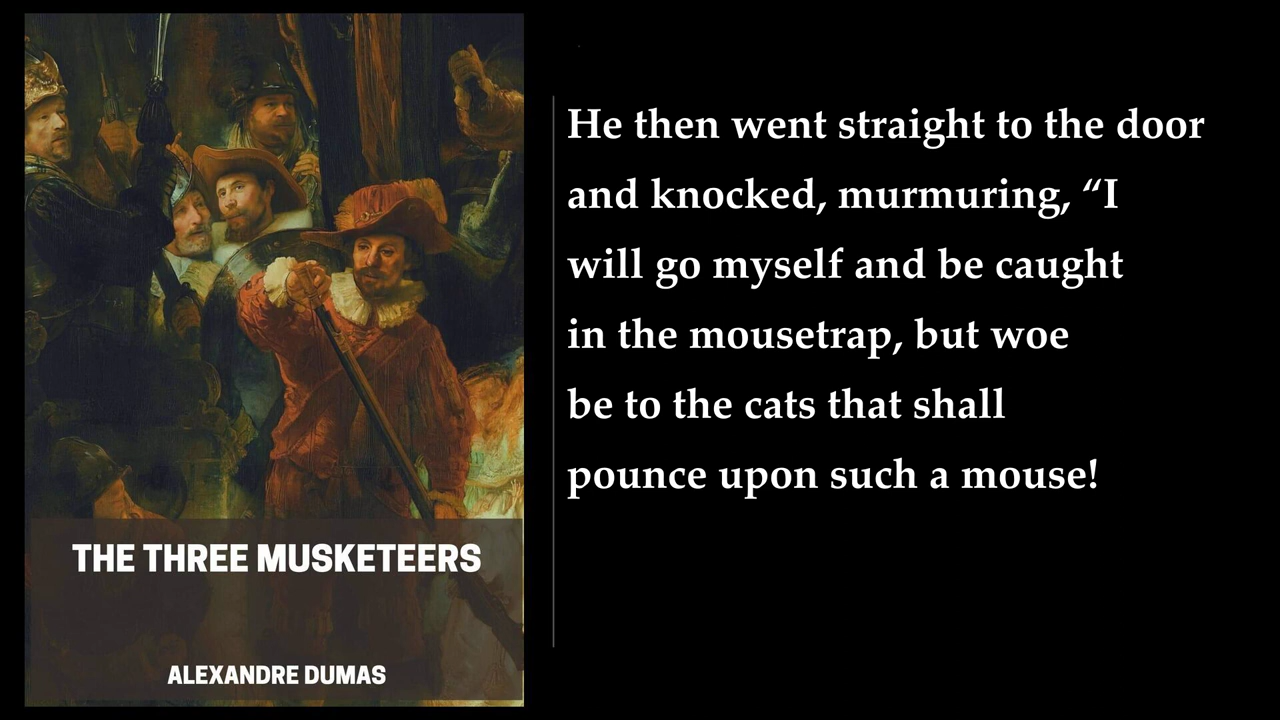 THE THREE MUSKETEERS
ALEXANDRE DUMAS
He then went straight to the door
and knocked, murmuring, “I
will go myself and be caught
in the mousetrap, but woe
be to the cats that shall
pounce upon such a mouse!